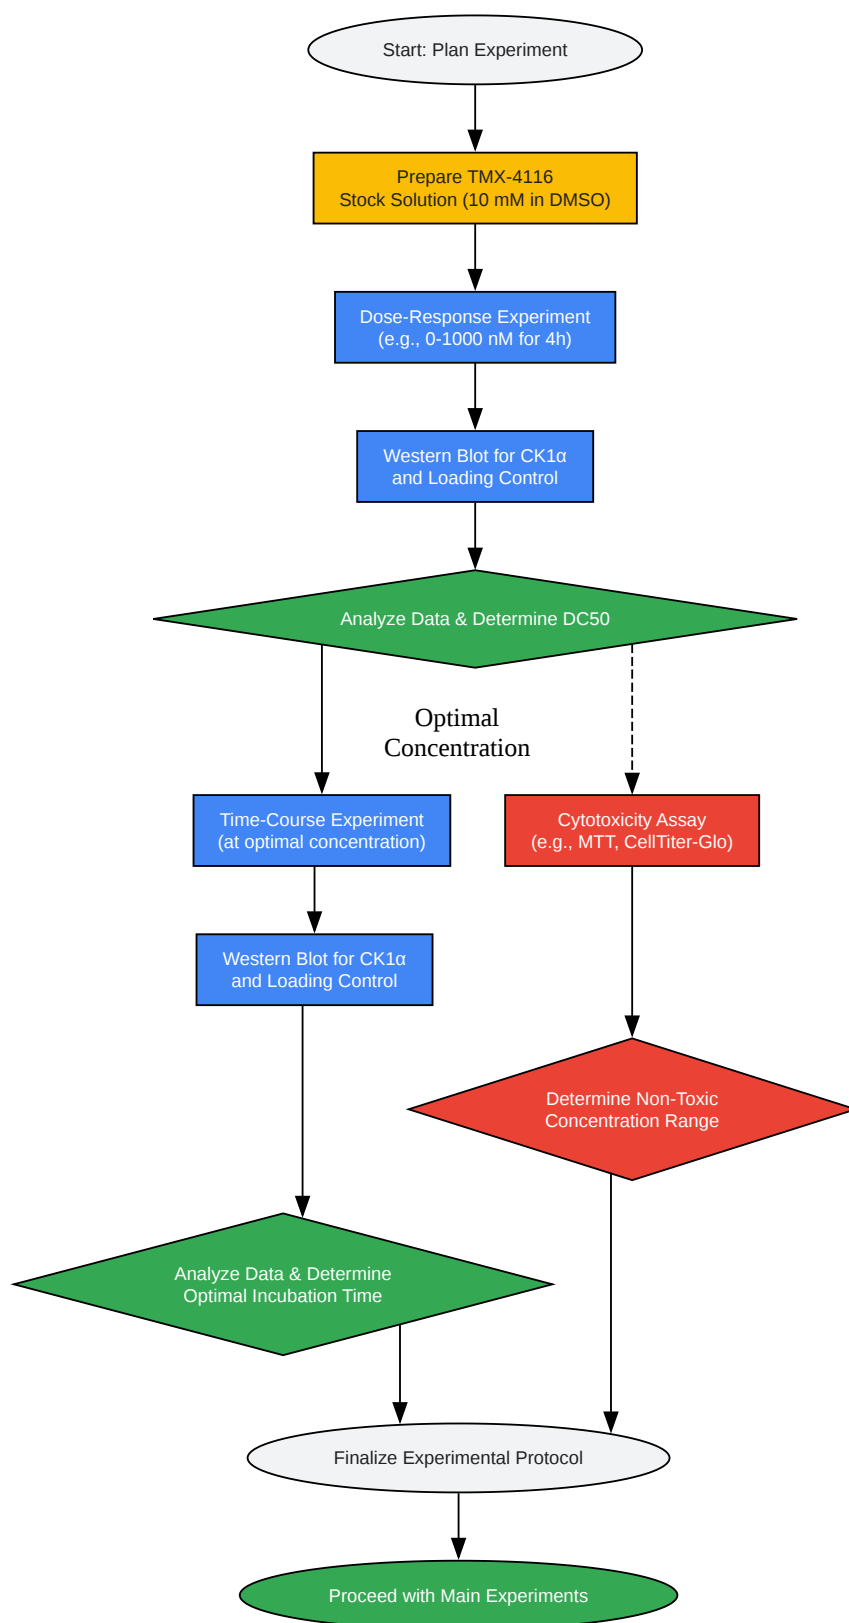 Start: Plan Experiment
Prepare TMX-4116
Stock Solution (10 mM in DMSO)
Dose-Response Experiment
(e.g., 0-1000 nM for 4h)
Western Blot for CK1α
and Loading Control
Analyze Data & Determine DC50
Optimal
Concentration
Time-Course Experiment
(at optimal concentration)
Cytotoxicity Assay
(e.g., MTT, CellTiter-Glo)
Western Blot for CK1α
and Loading Control
Determine Non-Toxic
Concentration Range
Analyze Data & Determine
Optimal Incubation Time
Finalize Experimental Protocol
Proceed with Main Experiments